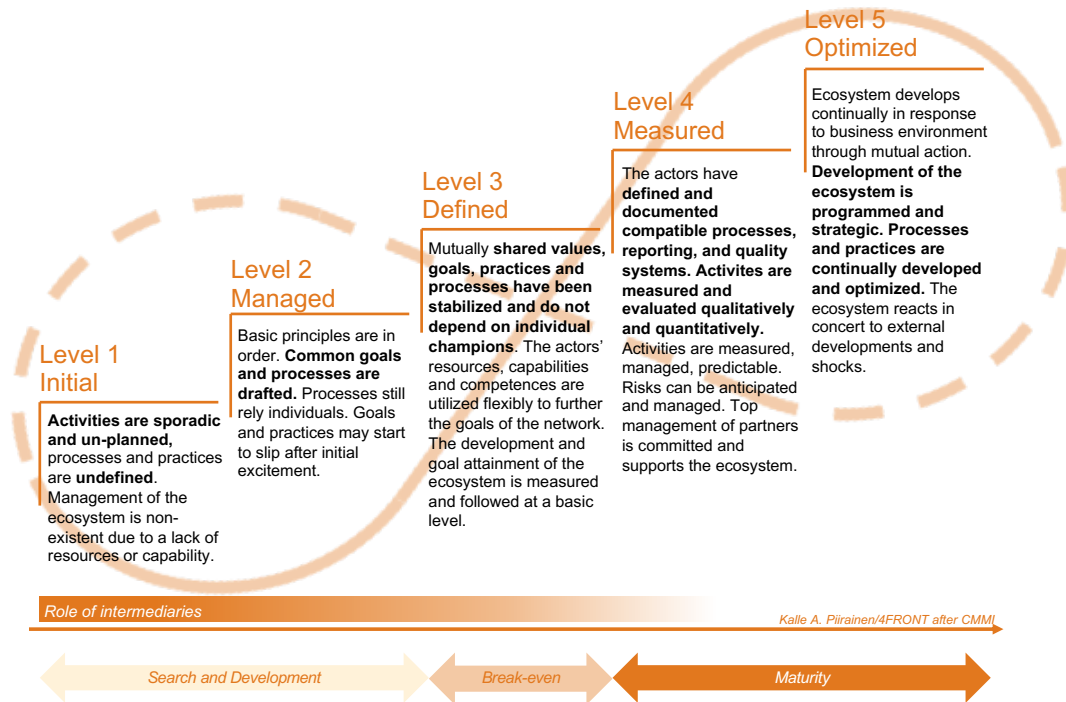 Level 1
Initial
Activities are sporadic
and un-planned,
processes and practices
are undefined.
Management of the
ecosystem is non-
existent due to a lack of
resources or capability.
Level 2
Managed
Basic principles are in
order. Common goals
and processes are
drafted. Processes still
rely individuals. Goals
and practices may start
to slip after initial
excitement.
Level 3
Defined
Mutually shared values,
goals, practices and
processes have been
stabilized and do not
depend on individual
champions. The actors'
resources, capabilities
and competences are
utilized flexibly to further
the goals of the network.
The development and
goal attainment of the
ecosystem is measured
and followed at a basic
level.
Level 4
Measured
The actors have
defined and
documented
compatible processes,
reporting, and quality
systems. Activites are
measured and
evaluated qualitatively
and quantitatively.
Activities are measured,
managed, predictable.
Risks can be anticipated
and managed. Top
management of partners
is committed and
supports the ecosystem.
Level 5
Optimized
Ecosystem develops
continually in response
to business environment
through mutual action.
Development of the
ecosystem is
programmed and
strategic. Processes
and practices are
continually developed
and optimized. The
ecosystem reacts in
concert to external
developments and
shocks.
Role of intermediaries
Kalle A. Piirainen/4FRONT after CMMI
Search and Development
Break-even
Maturity